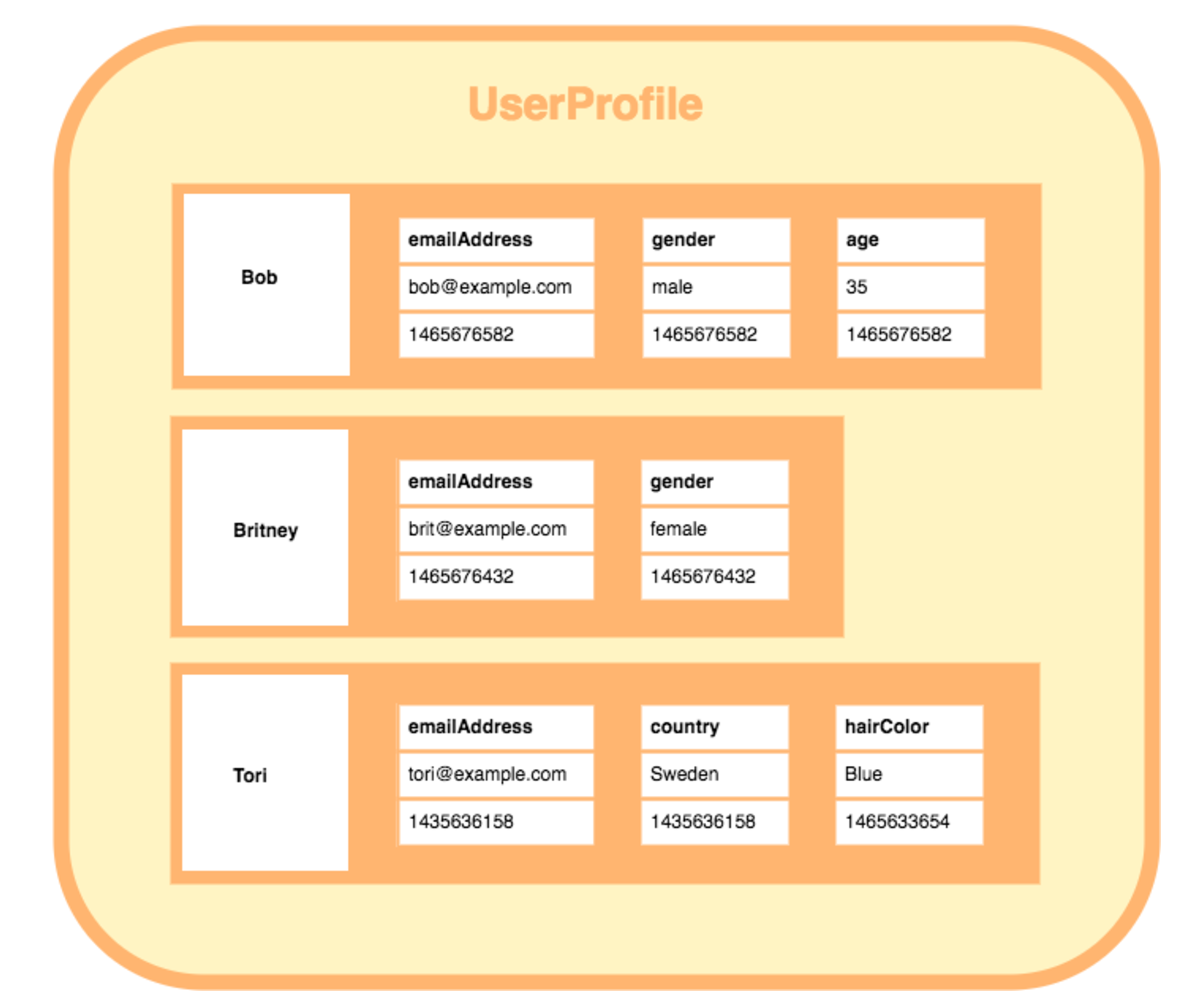 UserProfile
Bob
emailAddress gender age
bob@example.com male 35
1465676582 1465676582 1465676582
Britney
emailAddress gender
brit@example.com female
1465676432 1465676432
Tori
emailAddress country hairColor
tori@example.com Sweden Blue
1435636158 1435636158 1465633654